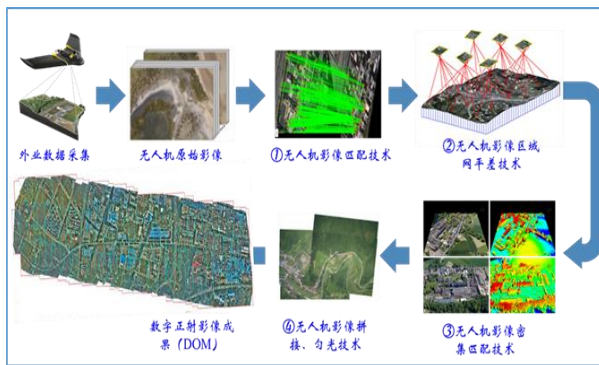 外业数据采集
无人机原始影像
①无人机影像匹配技术
②无人机影像区域
网平差技术
③无人机影像密
集匹配技术
④无人机影像拼
接、匀光技术
数字正射影像成
果（DOM）